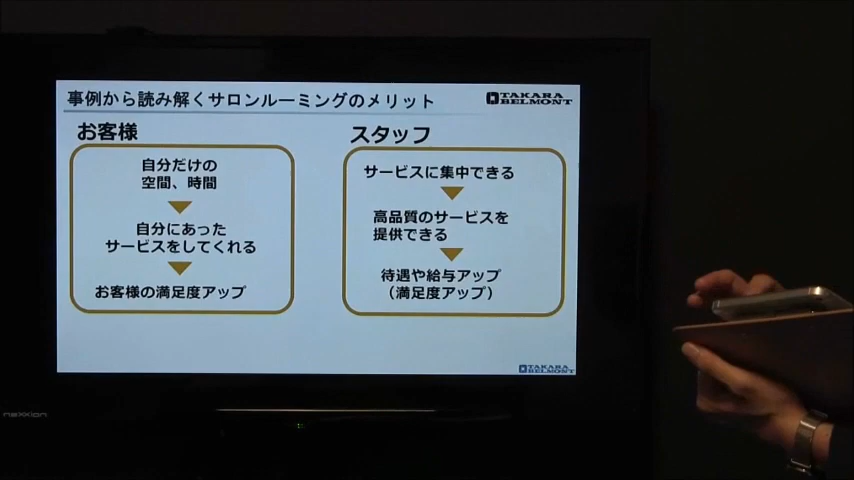 事例から読み解くサロンルーミングのメリット
TAKARA
BELMONT
お客様
自分だけの
空間、時間
自分にあった
サービスをしてくれる
お客様の満足度アップ
スタッフ
サービスに集中できる
高品質のサービスを
提供できる
待遇や給与アップ
（満足度アップ）
TAKARA
BELMONT
neXXion